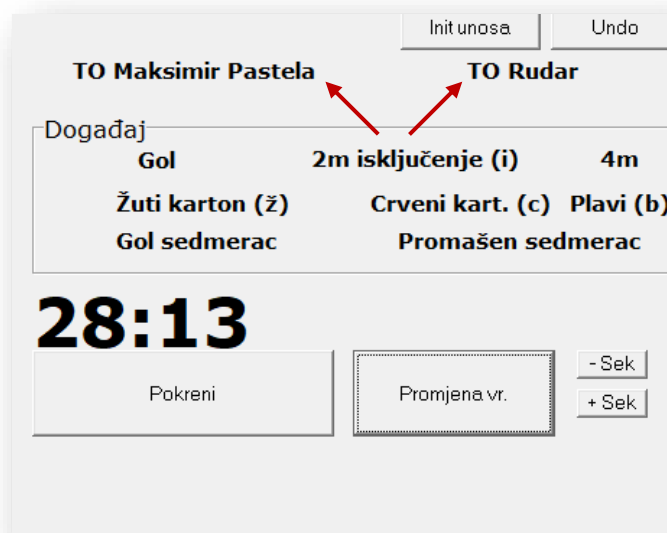 Init unosa Undo
TO Maksimir Pastela TO Rudar
Događaj
Gol 2m isključenje (i) 4m
Žuti karton (ž) Crveni kart. (c) Plavi (b)
Gol sedmerac Promašen sedmerac
28:13
Pokreni Promjena vr. - Sek
+ Sek